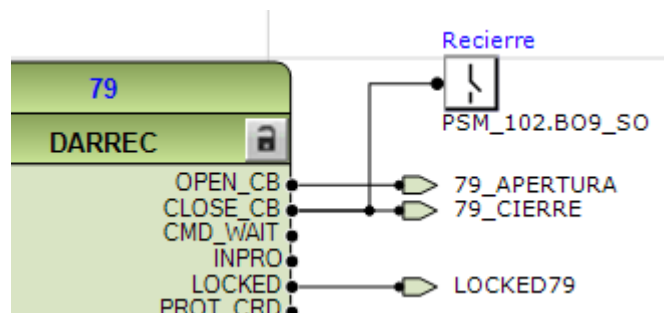 Recierre
79
PSM_102.BO9_SO
DARREC
OPEN_CB
79_APERTURA
CLOSE_CB
79_CIERRE
CMD_WAIT
INPRO
LOCKED
LOCKED79
PROT_CRD